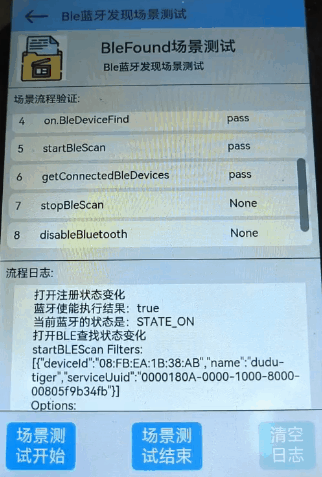 Ble蓝牙发现场景测试
BleFound场景测试
Ble蓝牙发现场景测试
场景流程验证:
4 on.BleDeviceFind pass
5 startBleScan pass
6 getConnectedBleDevices pass
7 stopBleScan None
8 disableBluetooth None
流程日志:
打开注册状态变化
蓝牙使能执行结果：true
当前蓝牙的状态是：STATE_ON
打开BLE查找状态变化
startBLEScan Filters:
[{"deviceId":"08:FB:EA:1B:38:AB","name":"dudu-
tiger","serviceUuid":"0000180A-0000-1000-8000-
00805f9b34fb"}]
Options:
场景测
试开始
场景测
试结束
清空
日志